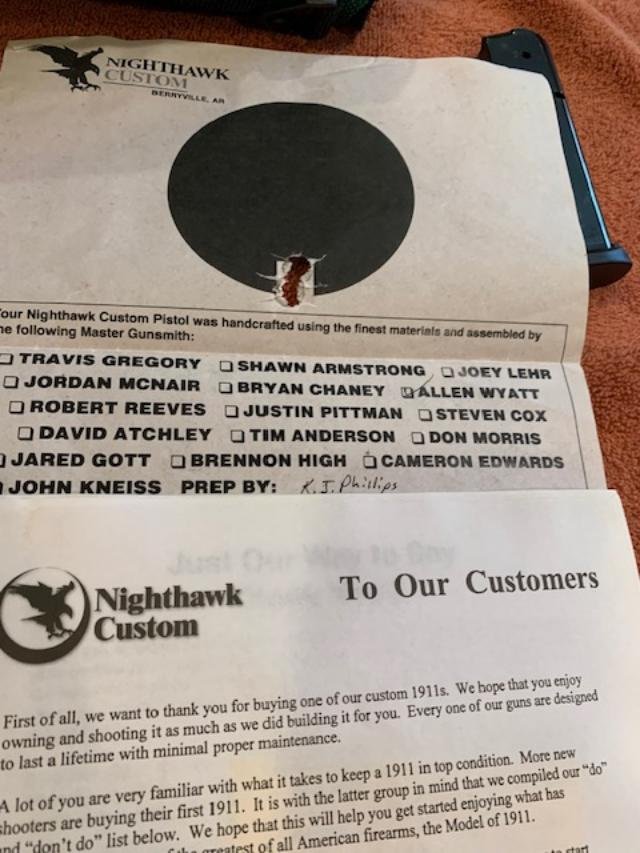 NIGHTHAWK
CUSTOM
BERRYVILLE, AR
our Nighthawk Custom Pistol was handcrafted using the finest materials and assembled by
he following Master Gunsmith:
TRAVIS GREGORY SHAWN ARMSTRONG JOEY LEHR
JORDAN MCNAIR BRYAN CHANEY ALLEN WYATT
ROBERT REEVES JUSTIN PITTMAN STEVEN COX
DAVID ATCHLEY TIM ANDERSON DON MORRIS
JARED GOTT BRENNON HIGH CAMERON EDWARDS
JOHN KNEISS PREP BY: K.J. Phillips
Just Our Way to Say
Nighthawk
Custom
To Our Customers
First of all, we want to thank you for buying one of our custom 1911s. We hope that you enjoy
owning and shooting it as much as we did building it for you. Every one of our guns are designed
to last a lifetime with minimal proper maintenance.
A lot of you are very familiar with what it takes to keep a 1911 in top condition. More new
shooters are buying their first 1911. It is with the latter group in mind that we compiled our “do”
nd “don’t do” list below. We hope that this will help you get started enjoying what has
greatest of all American firearms, the Model of 1911.
to start